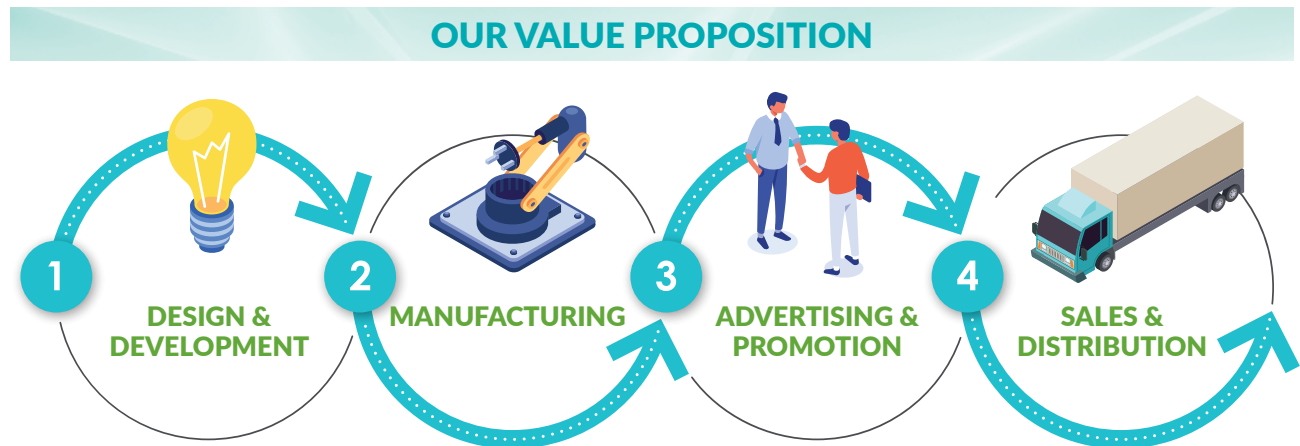 OUR VALUE PROPOSITION
1
DESIGN &
DEVELOPMENT
2
MANUFACTURING
3
ADVERTISING &
PROMOTION
4
SALES &
DISTRIBUTION